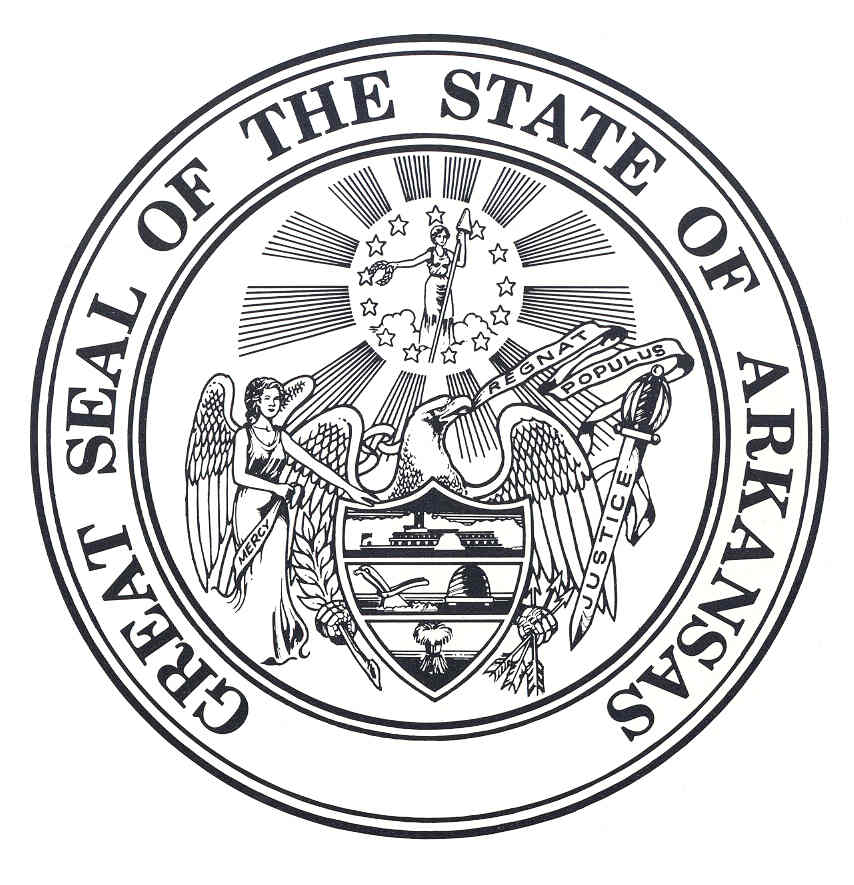 GREAT SEAL OF THE STATE OF ARKANSAS
REGNAT
POPULUS
MERCY
JUSTICE